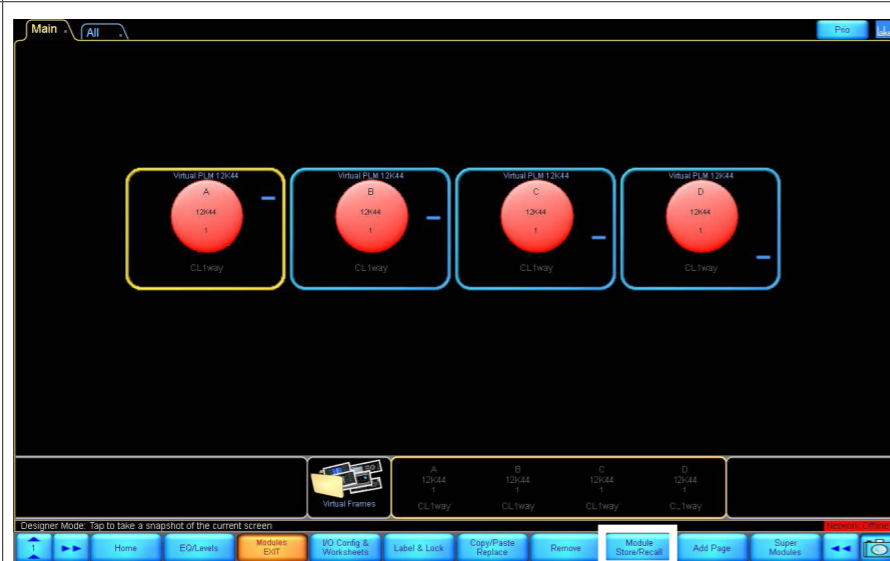 Main
All
Prio
Lake
Virtual PLM 12K44
A
12K44
1
CL1way
Virtual PLM 12K44
B
12K44
1
CL1way
Virtual PLM 12K44
C
12K44
1
CL1way
Virtual PLM 12K44
D
12K44
1
CL1way
Virtual Frames
A
12K44
1
CL1way
B
12K44
1
CL1way
C
12K44
1
CL1way
D
12K44
1
CL1way
Designer Mode: Tap to take a snapshot of the current screen
Network: Offline
1
Home
EQ/Levels
Modules
EXIT
I/O Config &
Worksheets
Label & Lock
Copy/Paste
Replace
Remove
Module
Store/Recall
Add Page
Super
Modules